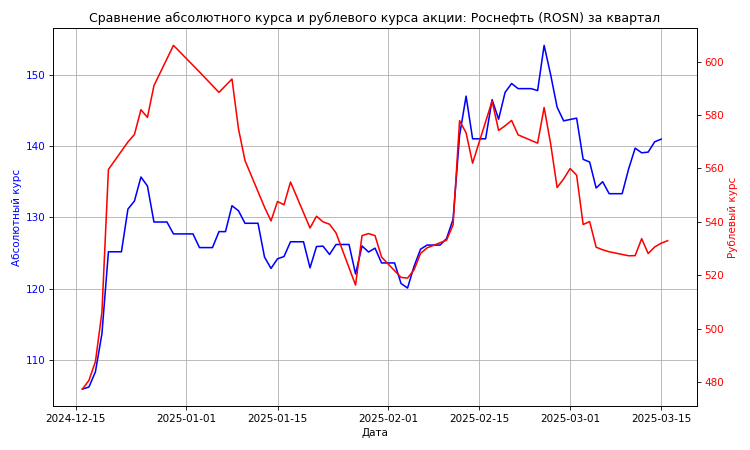 Сравнение абсолютного курса и рублевого курса акции: Роснефть (ROSN) за квартал
150
140
130
120
110
Абсолютный курс
600
580
560
540
520
500
480
Рублевый курс
2024-12-15 2025-01-01 2025-01-15 2025-02-01 2025-02-15 2025-03-01 2025-03-15
Дата